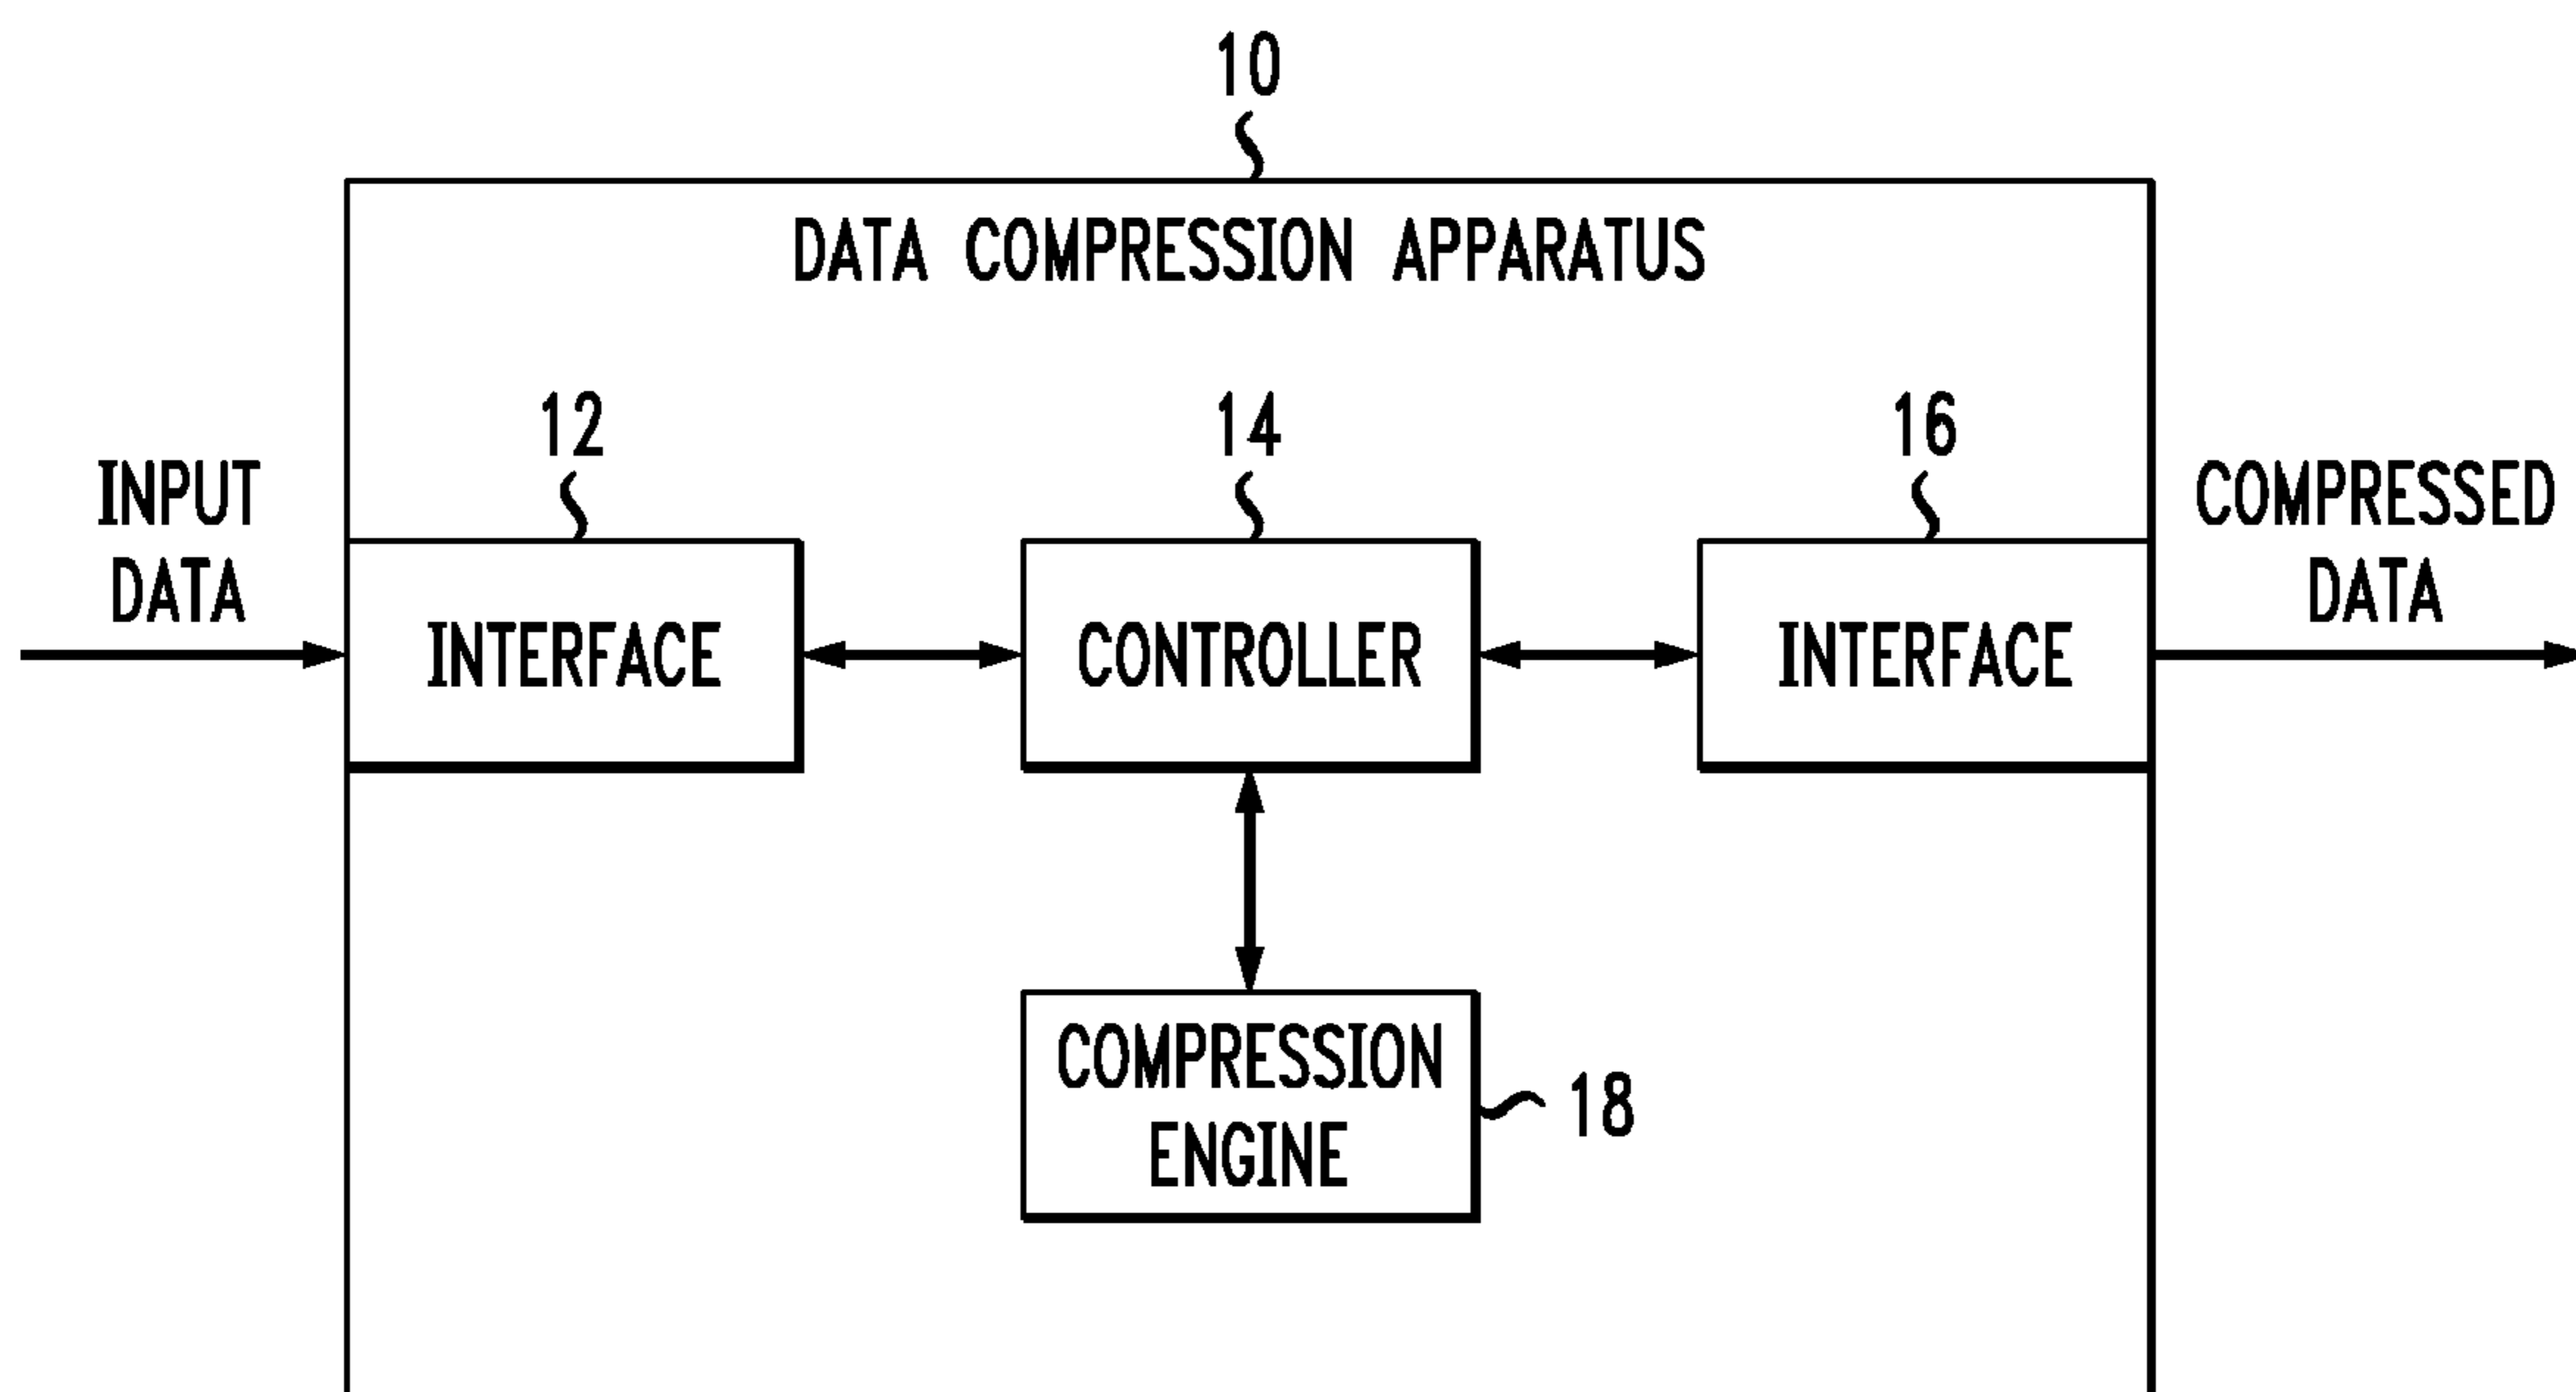 10
DATA COMPRESSION APPARATUS
12
14
16
INPUT
DATA
COMPRESSED
DATA
INTERFACE
CONTROLLER
INTERFACE
COMPRESSION
ENGINE
18